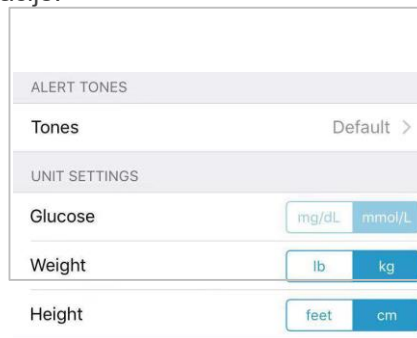 ALERT TONES
Tones Default >
UNIT SETTINGS
Glucose mg/dL mmol/L
Weight lb kg
Height feet cm